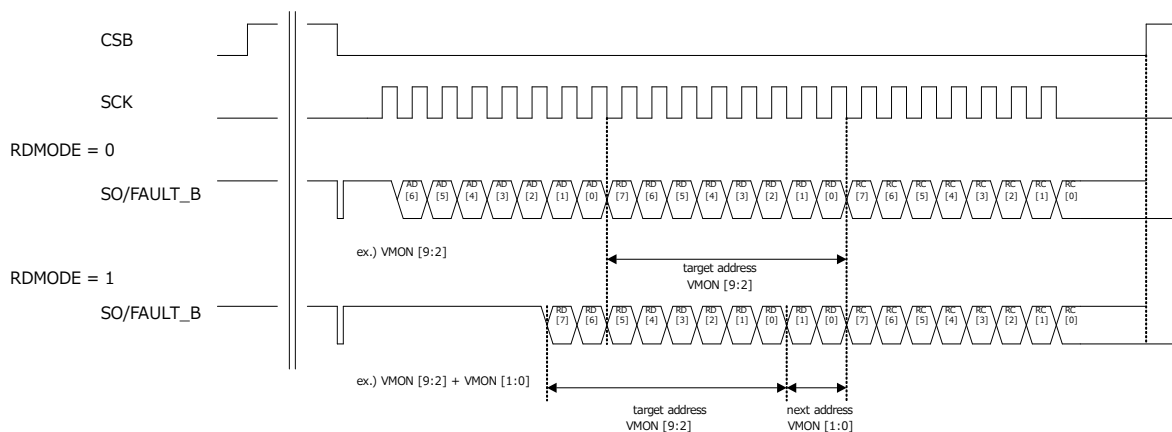 CSB
SCK
RDMODE = 0
SO/FAULT_B
AD AD AD AD AD AD AD RD RD RD RD RD RD RD RD RC RC RC RC RC RC RC RC
[6] [5] [4] [3] [2] [1] [0] [7] [6] [5] [4] [3] [2] [1] [0] [7] [6] [5] [4] [3] [2] [1] [0]
ex.) VMON [9:2]
target address
VMON [9:2]
RDMODE = 1
SO/FAULT_B
RD RD RD RD RD RD RD RD RD RD RC RC RC RC RC RC RC RC
[7] [6] [5] [4] [3] [2] [1] [0] [1] [0] [7] [6] [5] [4] [3] [2] [1] [0]
ex.) VMON [9:2] + VMON [1:0]
target address
VMON [9:2]
next address
VMON [1:0]